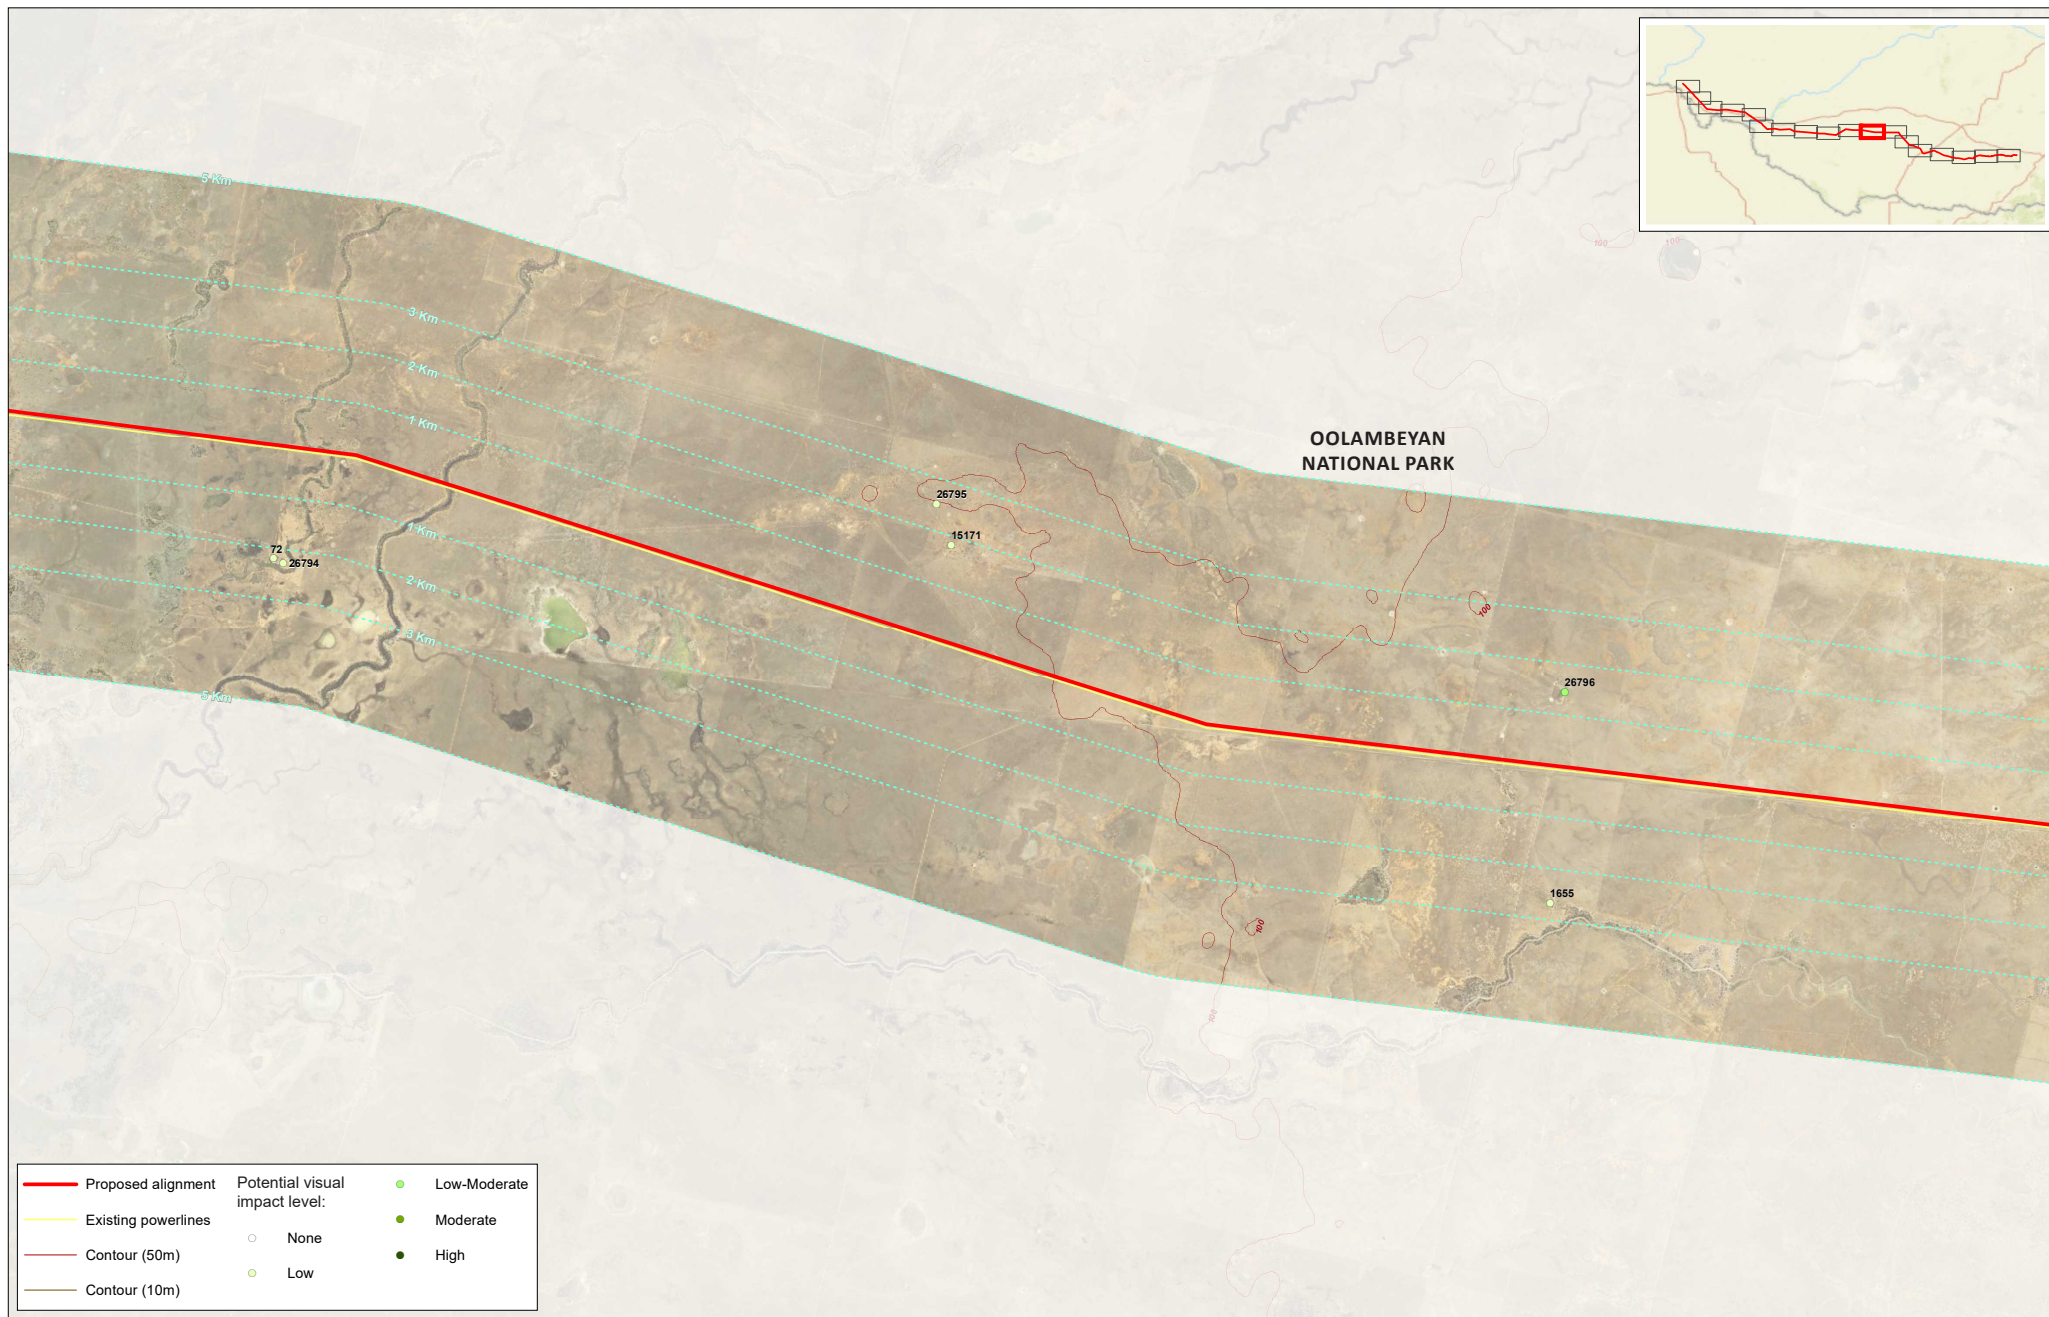 100
100
5 Km
3 Km
2 Km
1 Km
OOLAMBEYAN
NATIONAL PARK
26795
15171
1 Km
72
26794
2 Km
3 Km
100
26796
5 Km
1655
100
100
Proposed alignment
Existing powerlines
Contour (50m)
Contour (10m)
Potential visual
impact level:
None
Low
Low-Moderate
Moderate
High